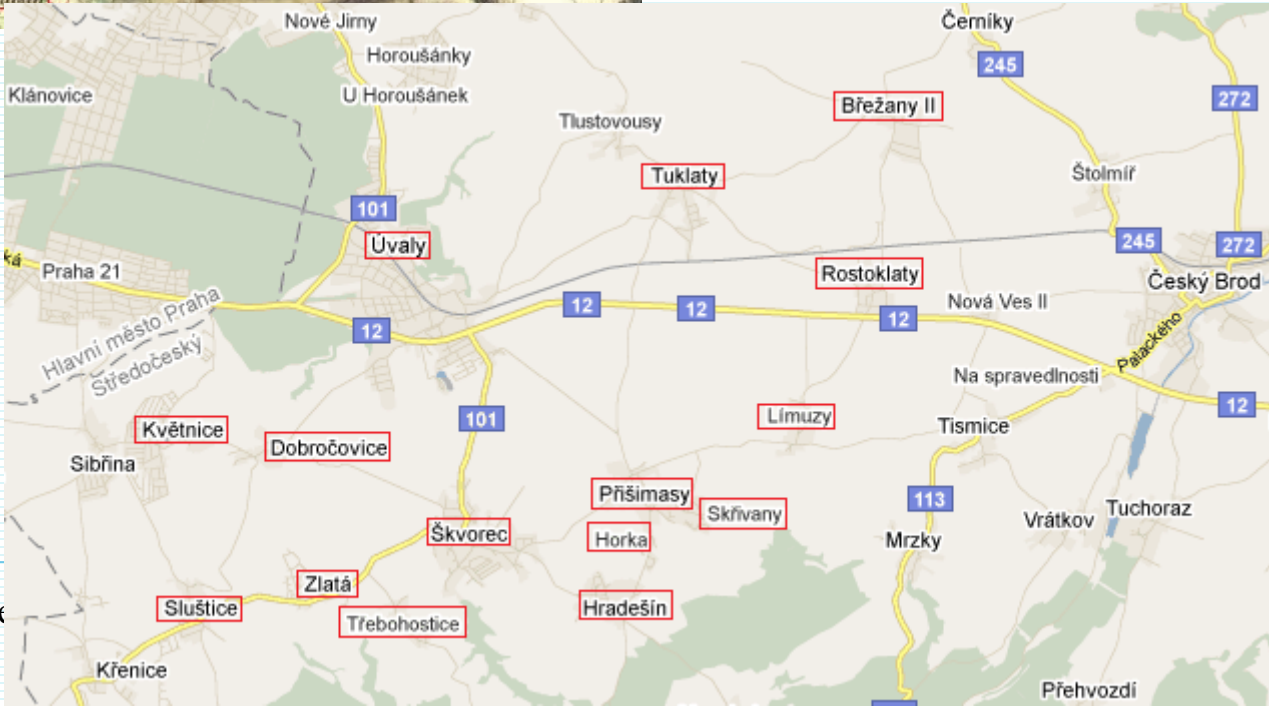 Nové Jirny
Černíky
Horoušánky
245
Klánovice
U Horoušánek
272
Břežany II
Tlustovousy
Tuklaty
Štolmíř
101
Úvaly
245
272
ká
Praha 21
Rostoklaty
Český Brod
Nová Ves II
12
12
12
12
Hlavní město Praha
Středočeský
Palackého
Na spravedlnosti
12
Květnice
101
Límuzy
Dobročovice
Tismice
Sibřina
Přišimasy
113
Skřivany
Tuchoraz
Vrátkov
Škvorec
Horka
Mrzky
Zlatá
Sluštice
Hradešín
Třebohostice
Křenice
Přehvozdí